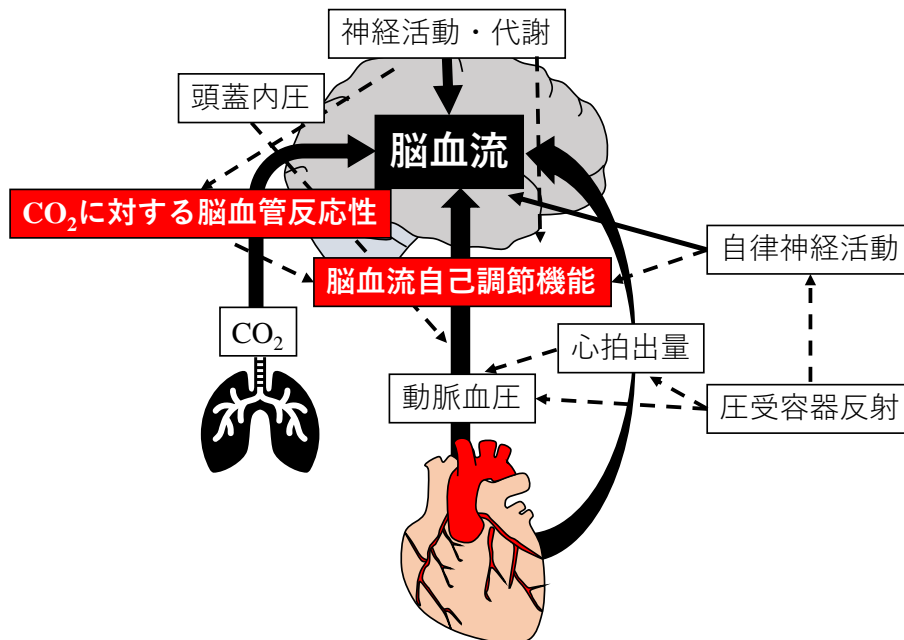 神経活動・代謝
頭蓋内圧
脳血流
CO₂に対する脳血管反応性
自律神経活動
脳血流自己調節機能
CO₂
心拍出量
動脈血圧
圧受容器反射